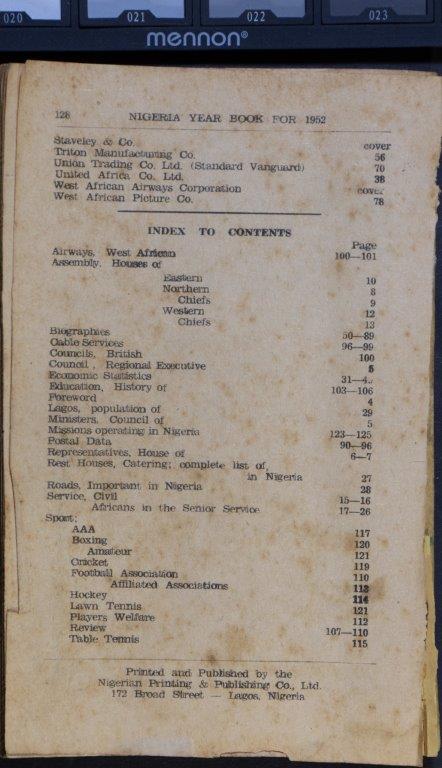 020 021 022 023
mennon®
128 NIGERIA YEAR BOOK FOR 1952
Staveley & Co. cover
Triton Manufacturing Co. 56
Union Trading Co. Ltd. (Standard Vanguard) 70
United Africa Co. Ltd. 38
West African Airways Corporation cover
West African Picture Co. 78
INDEX TO CONTENTS
Page
Airways, West African 100—101
Assembly, Houses of
Eastern 10
Northern 8
Chiefs 9
Western 12
Chiefs 13
Biographies 50—89
Cable Services 96—99
Councils, British 100
Council, Regional Executive 5
Economic Statistics
Education, History of 103—106
Foreword 4
Lagos, population of 29
Ministers, Council of 5
Missions operating in Nigeria 123—125
Postal Data 90—96
Representatives, House of 6—7
Rest Houses, Catering; complete list of,
in Nigeria 27
Roads, Important in Nigeria 28
Service, Civil 15—16
Africans in the Senior Service 17—26
Sport;
AAA 117
Boxing 120
Amateur 121
Cricket 119
Football Association 110
Affiliated Associations 113
Hockey 114
Lawn Tennis 121
Players Welfare 112
Review 107—110
Table Tennis 115
Printed and Published by the
Nigerian Printing & Publishing Co., Ltd.
172 Broad Street — Lagos, Nigeria